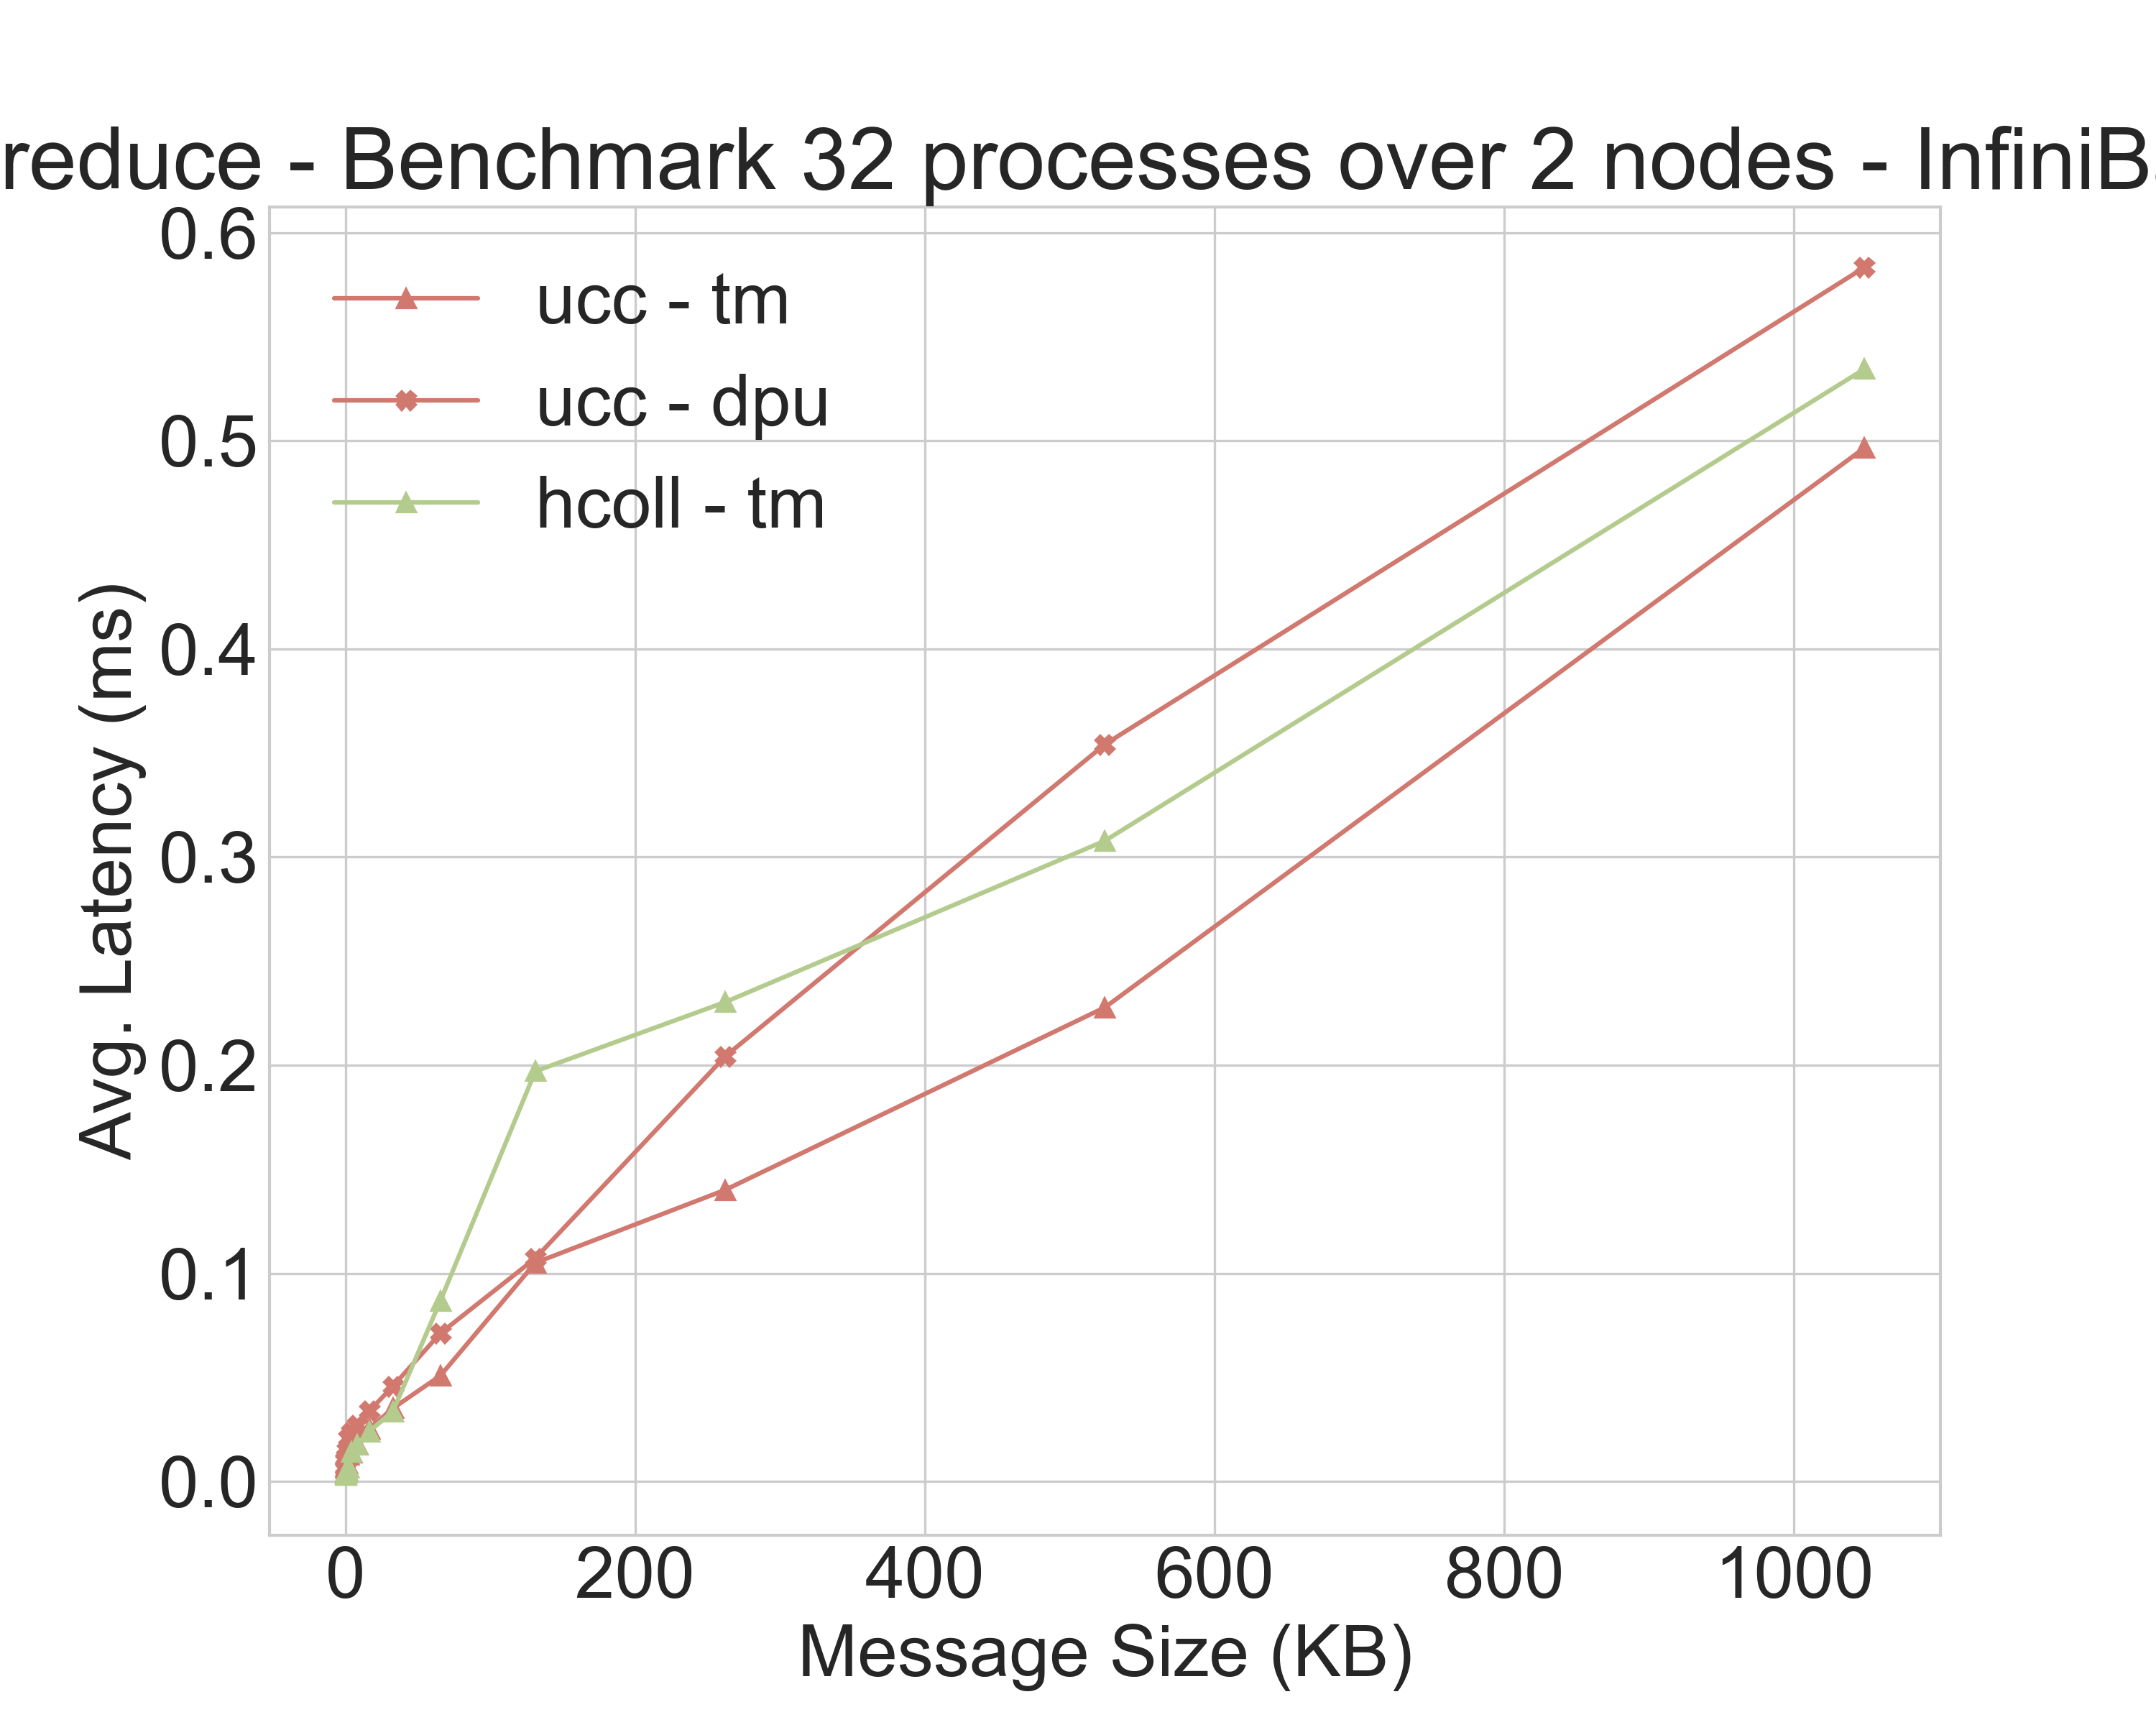 reduce - Benchmark 32 processes over 2 nodes - InfiniB
0.6
0.5
0.4
0.3
0.2
0.1
0.0
ucc - tm
ucc - dpu
hcoll - tm
Avg. Latency (ms)
0 200 400 600 800 1000
Message Size (KB)